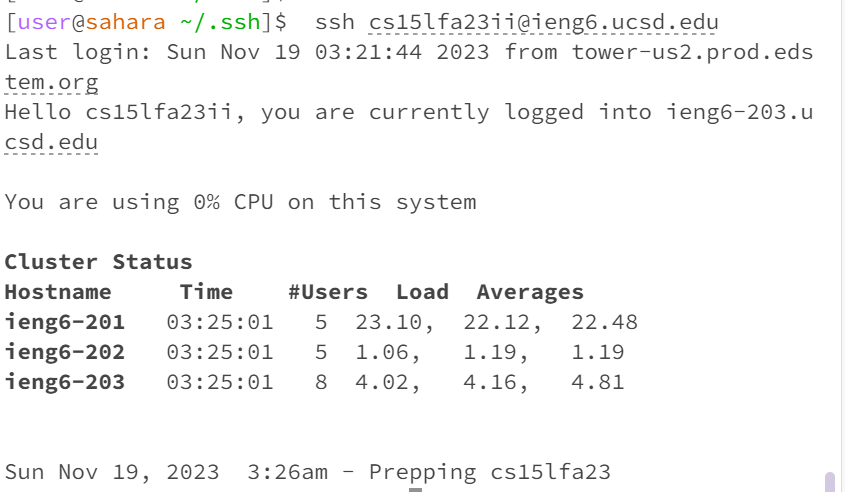 [user@sahara ~/.ssh]$  ssh cs15lfa23ii@ieng6.ucsd.edu
Last login: Sun Nov 19 03:21:44 2023 from tower-us2.prod.eds
tem.org
Hello cs15lfa23ii, you are currently logged into ieng6-203.u
csd.edu
You are using 0% CPU on this system
Cluster Status
Hostname     Time    #Users  Load  Averages
ieng6-201   03:25:01   5  23.10,  22.12,  22.48
ieng6-202   03:25:01   5  1.06,   1.19,   1.19
ieng6-203   03:25:01   8  4.02,   4.16,   4.81
Sun Nov 19, 2023  3:26am - Prepping cs15lfa23